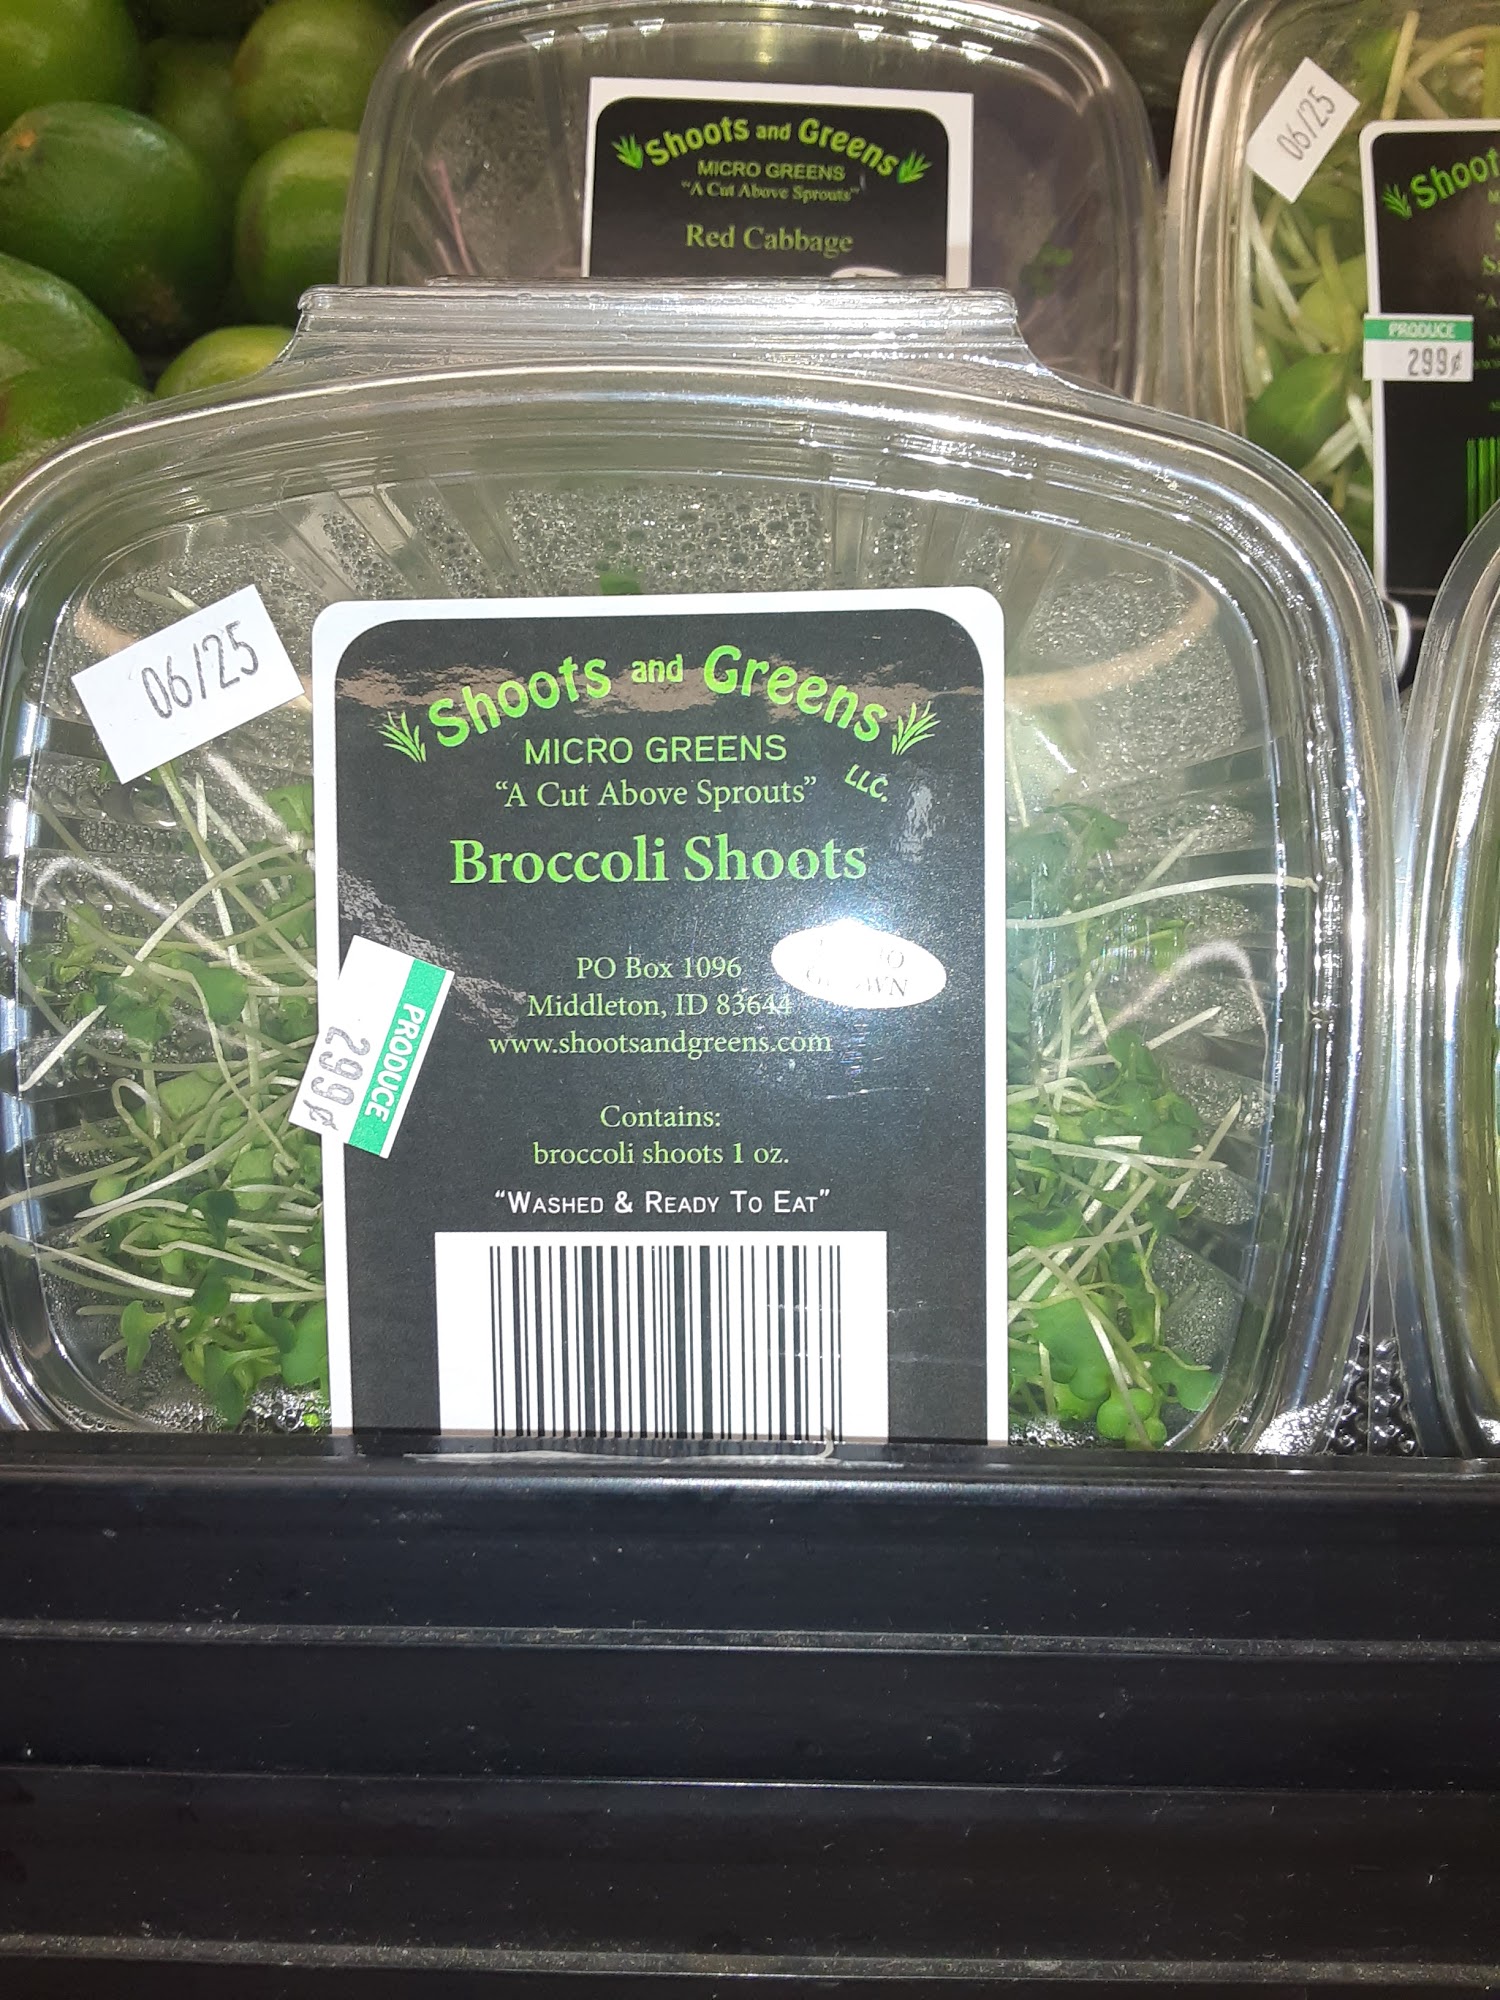 Shoots and Greens
MICRO GREENS
"A Cut Above Sprouts"
Red Cabbage
06/25
Shoot
PRODUCE
299¢
06/25
Shoots and Greens
LLC.
MICRO GREENS
“A Cut Above Sprouts”
Broccoli Shoots
PO Box 1096
Middleton, ID 83644
www.shootsandgreens.com
PRODUCE
299¢
Contains:
broccoli shoots 1 oz.
“WASHED & READY TO EAT”